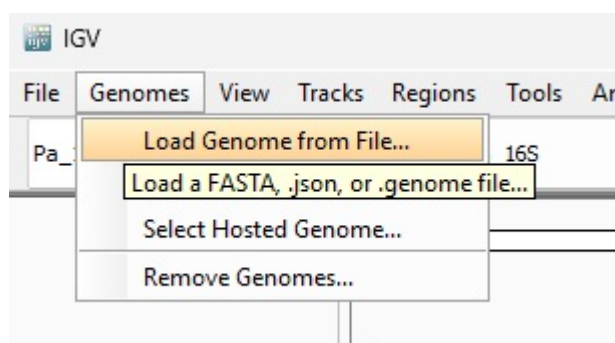 IGV
File Genomes View Tracks Regions Tools
Pa_ Load Genome from File... 16S
Load a FASTA, .json, or .genome file...
Select Hosted Genome...
Remove Genomes...